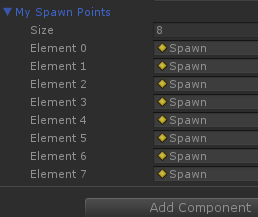 My Spawn Points
Size 8
Element 0 Spawn
Element 1 Spawn
Element 2 Spawn
Element 3 Spawn
Element 4 Spawn
Element 5 Spawn
Element 6 Spawn
Element 7 Spawn
Add Component